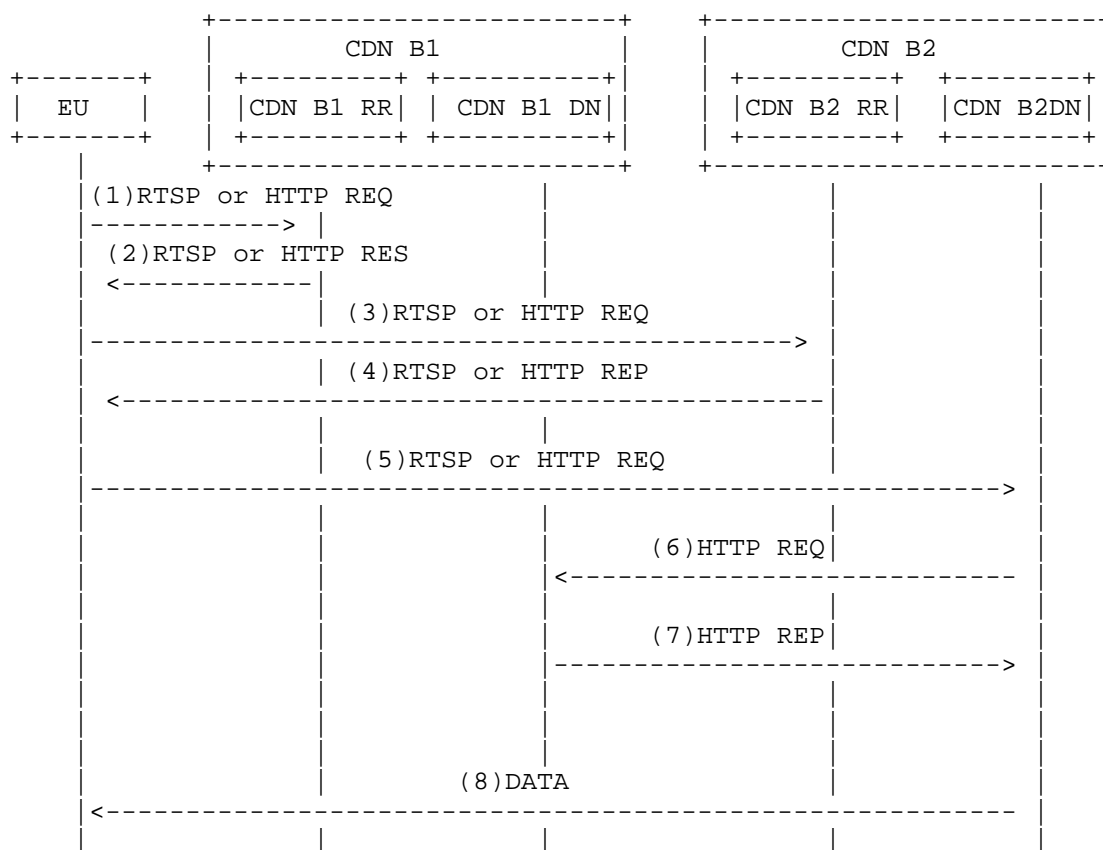 CDN B1 CDN B2
EU CDN B1 RR CDN B1 DN CDN B2 RR CDN B2DN
(1)RTSP or HTTP REQ
(2)RTSP or HTTP RES
(3)RTSP or HTTP REQ
(4)RTSP or HTTP REP
(5)RTSP or HTTP REQ
(6)HTTP REQ
(7)HTTP REP
(8)DATA